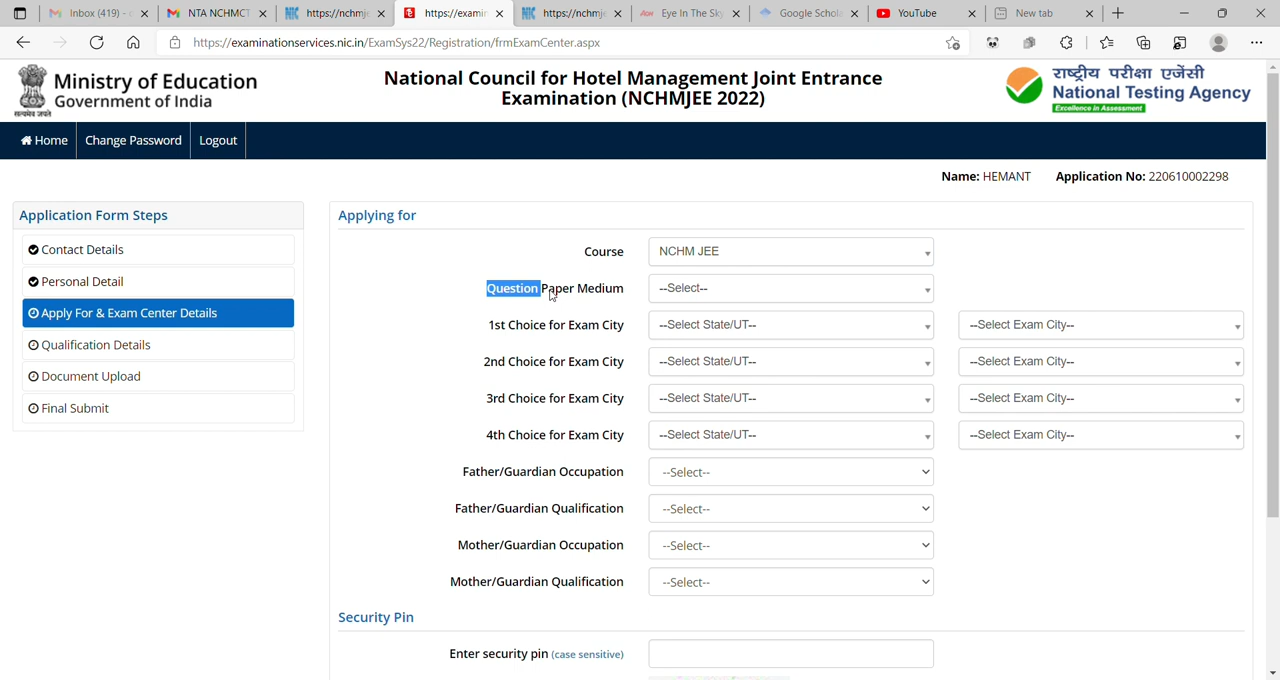 Inbox (419) - c
NTA NCHMCT
https://nchmje
https://examin
https://nchmje
Eye In The Sky
Google Schola
YouTube
New tab
https://examinationservices.nic.in/ExamSys22/Registration/frmExamCenter.aspx
सत्यमेव जयते
Ministry of Education
Government of India
National Council for Hotel Management Joint Entrance
Examination (NCHMJEE 2022)
राष्ट्रीय परीक्षा एजेंसी
National Testing Agency
Excellence in Assessment
Home
Change Password
Logout
Name: HEMANT Application No: 220610002298
Application Form Steps
Contact Details
Personal Detail
Apply For & Exam Center Details
Qualification Details
Document Upload
Final Submit
Applying for
Course NCHM JEE
Question Paper Medium --Select--
1st Choice for Exam City --Select State/UT-- --Select Exam City--
2nd Choice for Exam City --Select State/UT-- --Select Exam City--
3rd Choice for Exam City --Select State/UT-- --Select Exam City--
4th Choice for Exam City --Select State/UT-- --Select Exam City--
Father/Guardian Occupation --Select--
Father/Guardian Qualification --Select--
Mother/Guardian Occupation --Select--
Mother/Guardian Qualification --Select--
Security Pin
Enter security pin (case sensitive)